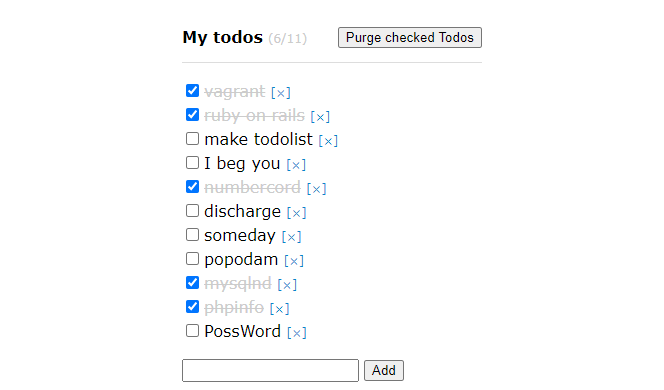 My todos (6/11) Purge checked Todos
vagrant [×]
ruby on rails [×]
make todolist [×]
I beg you [×]
numbercord [×]
discharge [×]
someday [×]
popodam [×]
mysqlnd [×]
phpinfo [×]
PossWord [×]
Add